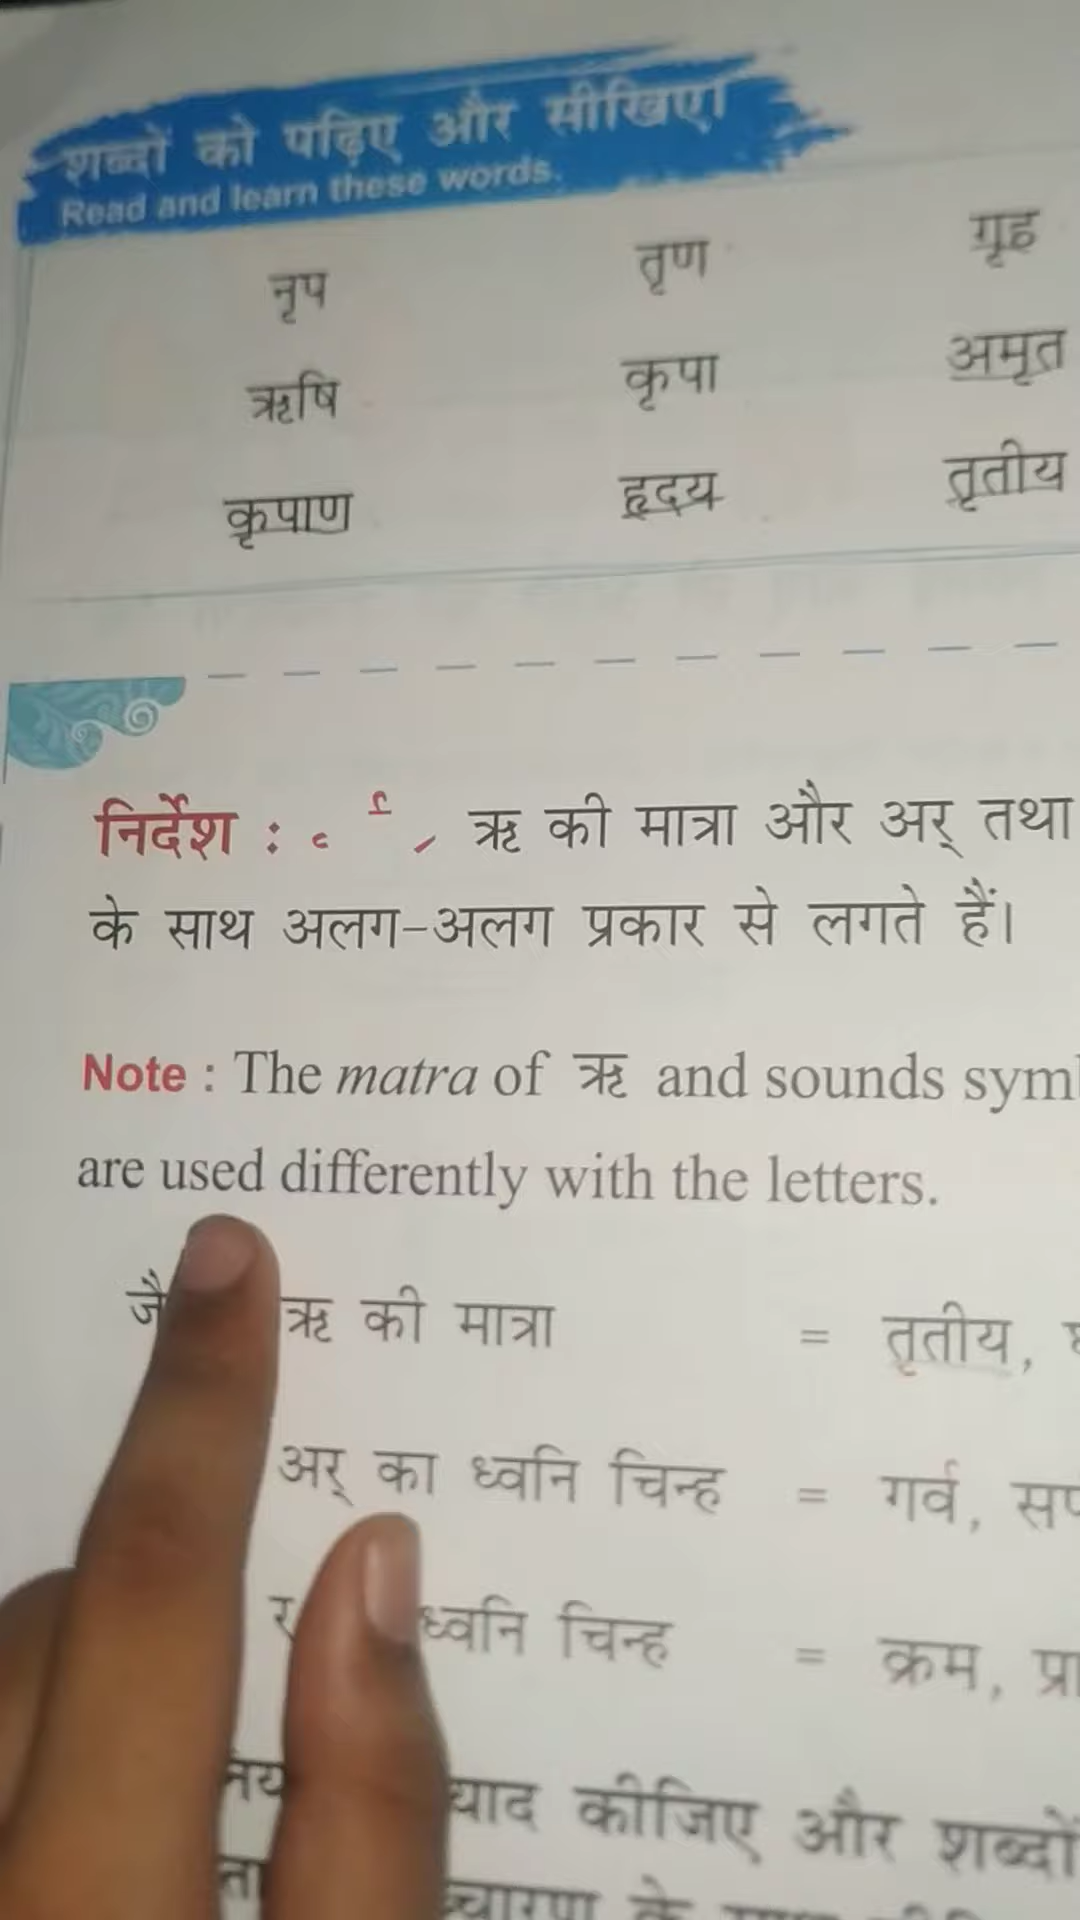 शब्दों को पढ़िए और सीखिए।
Read and learn these words.
नृप तृण गृह
ऋषि कृपा अमृत
कृपाण हृदय तृतीय
निर्देश : ृ र्‍ ्र ऋ की मात्रा और अर् तथा
के साथ अलग-अलग प्रकार से लगते हैं।
Note : The matra of ऋ and sounds
are used differently with the letters.
ऋ की मात्रा = तृतीय,
अर् का ध्वनि चिन्ह = गर्व,
ध्वनि चिन्ह = क्रम,
याद कीजिए और शब्दों